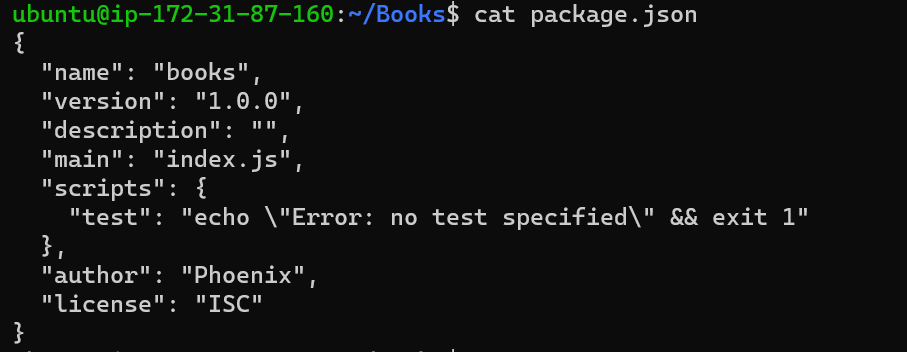 ubuntu@ip-172-31-87-160:~/Books$ cat package.json
{
  "name": "books",
  "version": "1.0.0",
  "description": "",
  "main": "index.js",
  "scripts": {
    "test": "echo \"Error: no test specified\" && exit 1"
  },
  "author": "Phoenix",
  "license": "ISC"
}